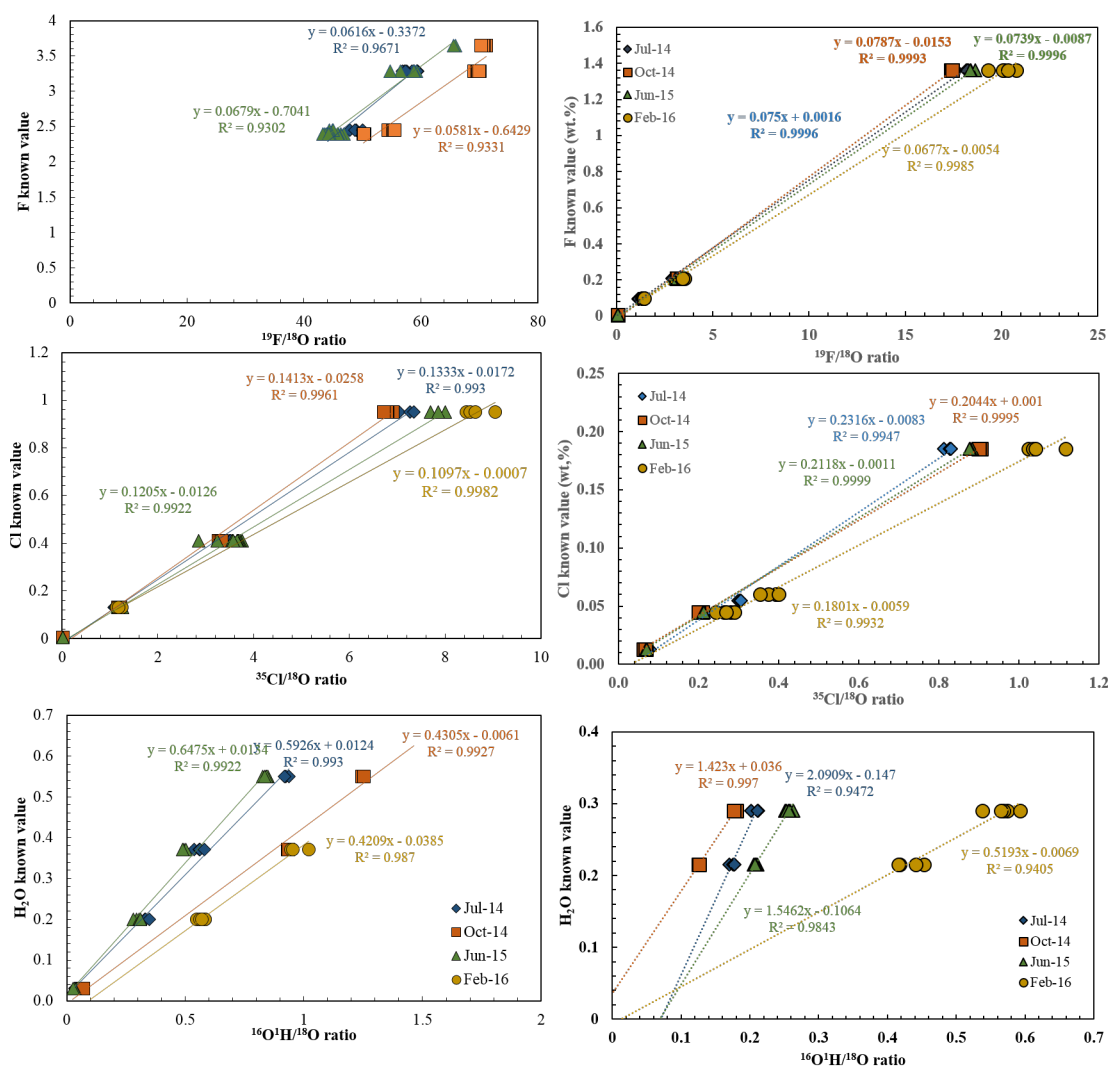 4
3.5
3
2.5
2
1.5
1
0.5
0
0
20
40
60
80
F known value
¹⁹F/¹⁸O ratio
y = 0.0616x - 0.3372
R² = 0.9671
y = 0.0679x - 0.7041
R² = 0.9302
y = 0.0581x - 0.6429
R² = 0.9331
1.6
1.4
1.2
1
0.8
0.6
0.4
0.2
0
0
5
10
15
20
25
F known value (wt.%)
¹⁹F/¹⁸O ratio
Jul-14
Oct-14
Jun-15
Feb-16
y = 0.0787x - 0.0153
R² = 0.9993
y = 0.0739x - 0.0087
R² = 0.9996
y = 0.075x + 0.0016
R² = 0.9996
y = 0.0677x - 0.0054
R² = 0.9985
1.2
1
0.8
0.6
0.4
0.2
0
0
2
4
6
8
10
Cl known value
³⁵Cl/¹⁸O ratio
y = 0.1413x - 0.0258
R² = 0.9961
y = 0.1333x - 0.0172
R² = 0.993
y = 0.1097x - 0.0007
R² = 0.9982
y = 0.1205x - 0.0126
R² = 0.9922
0.25
0.20
0.15
0.10
0.05
0.00
0.0
0.2
0.4
0.6
0.8
1.0
1.2
Cl known value (wt,%)
³⁵Cl/¹⁸O ratio
Jul-14
Oct-14
Jun-15
Feb-16
y = 0.2044x + 0.001
R² = 0.9995
y = 0.2316x - 0.0083
R² = 0.9947
y = 0.2118x - 0.0011
R² = 0.9999
y = 0.1801x - 0.0059
R² = 0.9932
0.7
0.6
0.5
0.4
0.3
0.2
0.1
0.0
0
0.5
1
1.5
2
H₂O known value
¹⁶O¹H/¹⁸O ratio
y = 0.6475x + 0.0134
R² = 0.9922
y = 0.5926x + 0.0124
R² = 0.993
y = 0.4305x - 0.0061
R² = 0.9927
y = 0.4209x - 0.0385
R² = 0.987
Jul-14
Oct-14
Jun-15
Feb-16
0.4
0.3
0.2
0.1
0
0
0.1
0.2
0.3
0.4
0.5
0.6
0.7
H₂O known value
¹⁶O¹H/¹⁸O ratio
y = 1.423x + 0.036
R² = 0.997
y = 2.0909x - 0.147
R² = 0.9472
y = 0.5193x - 0.0069
R² = 0.9405
y = 1.5462x - 0.1064
R² = 0.9843
Jul-14
Oct-14
Jun-15
Feb-16